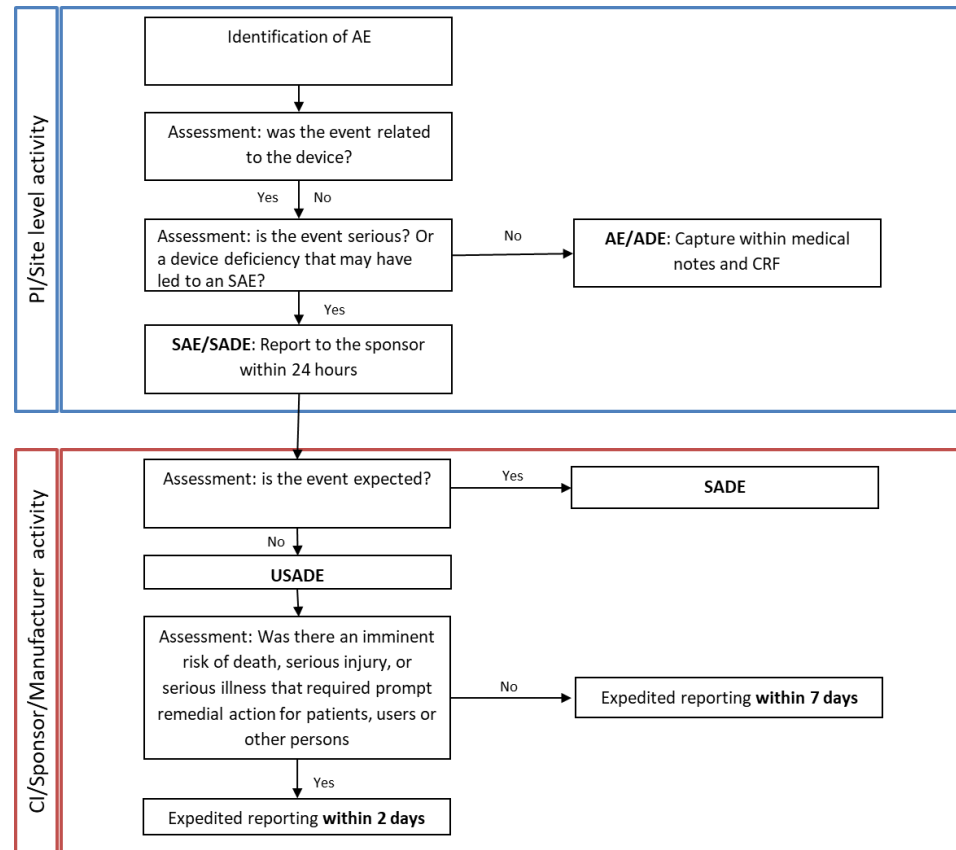 PI/Site level activity
Identification of AE
Assessment: was the event related
to the device?
Yes
No
Assessment: is the event serious? Or
a device deficiency that may have
led to an SAE?
No
AE/ADE: Capture within medical
notes and CRF
Yes
SAE/SADE: Report to the sponsor
within 24 hours
CI/Sponsor/Manufacturer activity
Assessment: is the event expected?
Yes
SADE
No
USADE
Assessment: Was there an imminent
risk of death, serious injury, or
serious illness that required prompt
remedial action for patients, users or
other persons
No
Expedited reporting within 7 days
Yes
Expedited reporting within 2 days